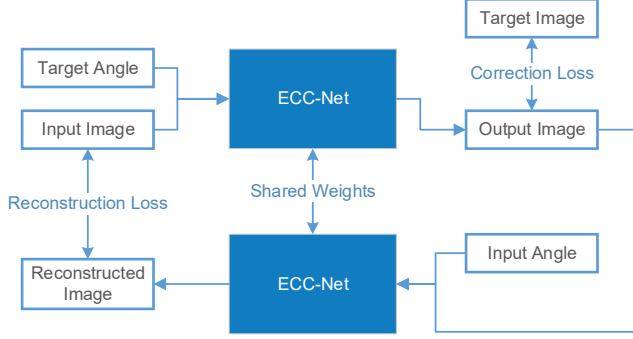 Target Image
Target Angle
ECC-Net
Correction Loss
Input Image
Output Image
Shared Weights
Reconstruction Loss
Input Angle
Reconstructed
Image
ECC-Net